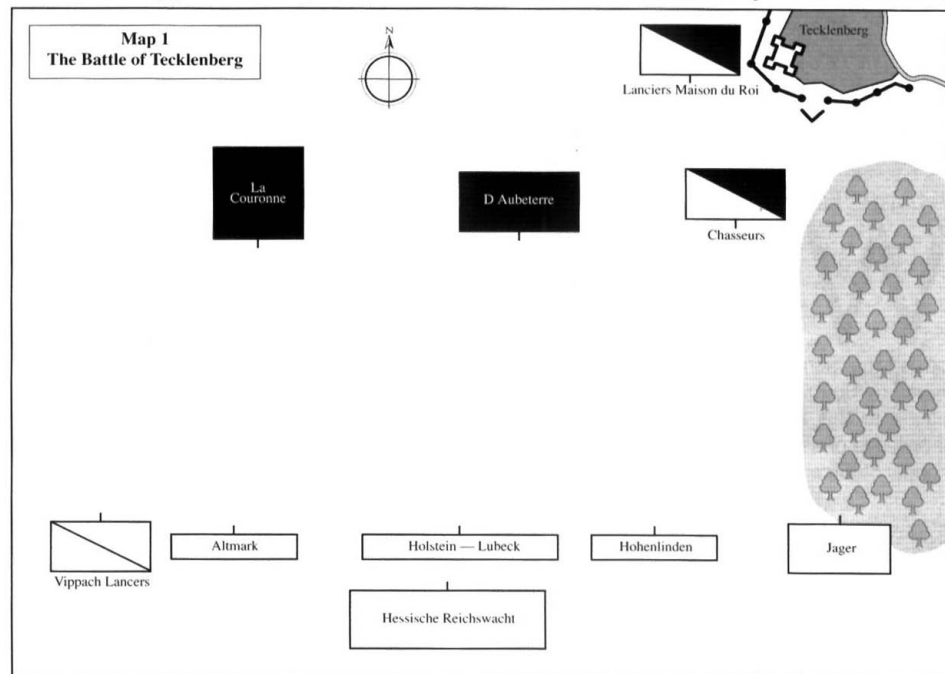 Map 1
The Battle of Tecklenberg
N
Tecklenberg
Lanciers Maison du Roi
La
Couronne
D Aubeterre
Chasseurs
Vippach Lancers
Altmark
Holstein — Lubeck
Hohenlinden
Jager
Hessische Reichswacht